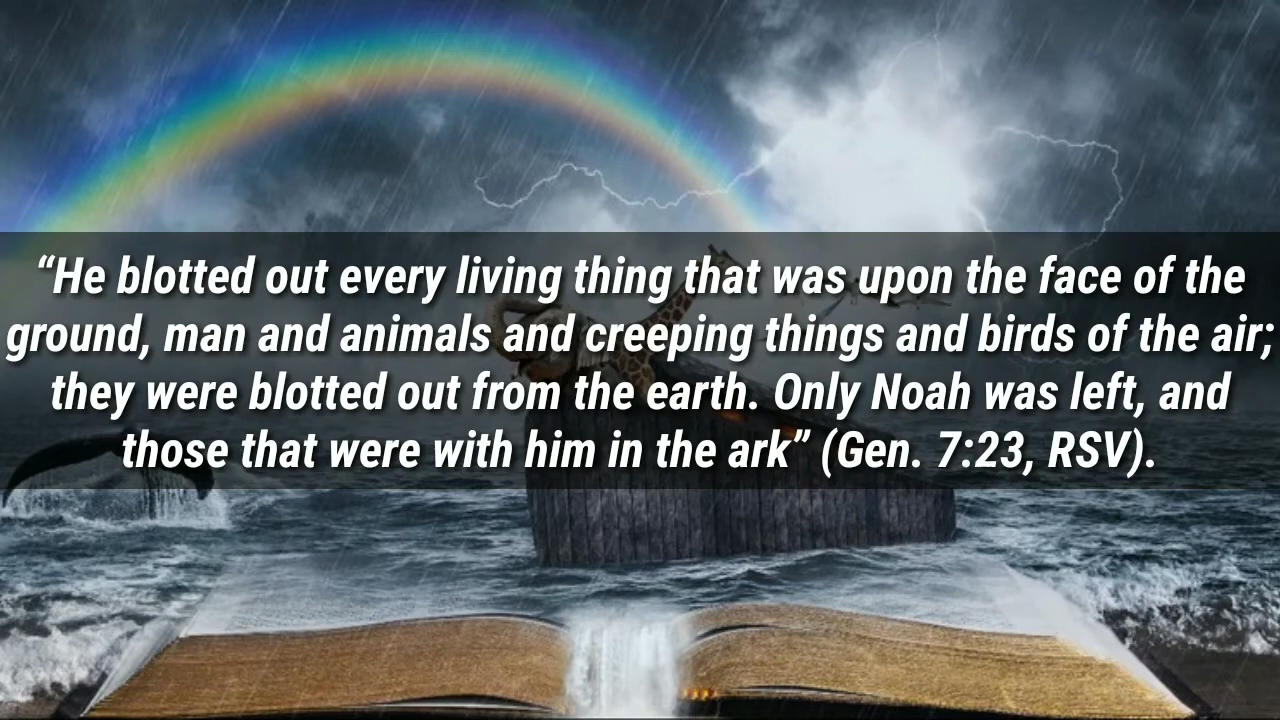 “He blotted out every living thing that was upon the face of the
ground, man and animals and creeping things and birds of the air;
they were blotted out from the earth. Only Noah was left, and
those that were with him in the ark” (Gen. 7:23, RSV).